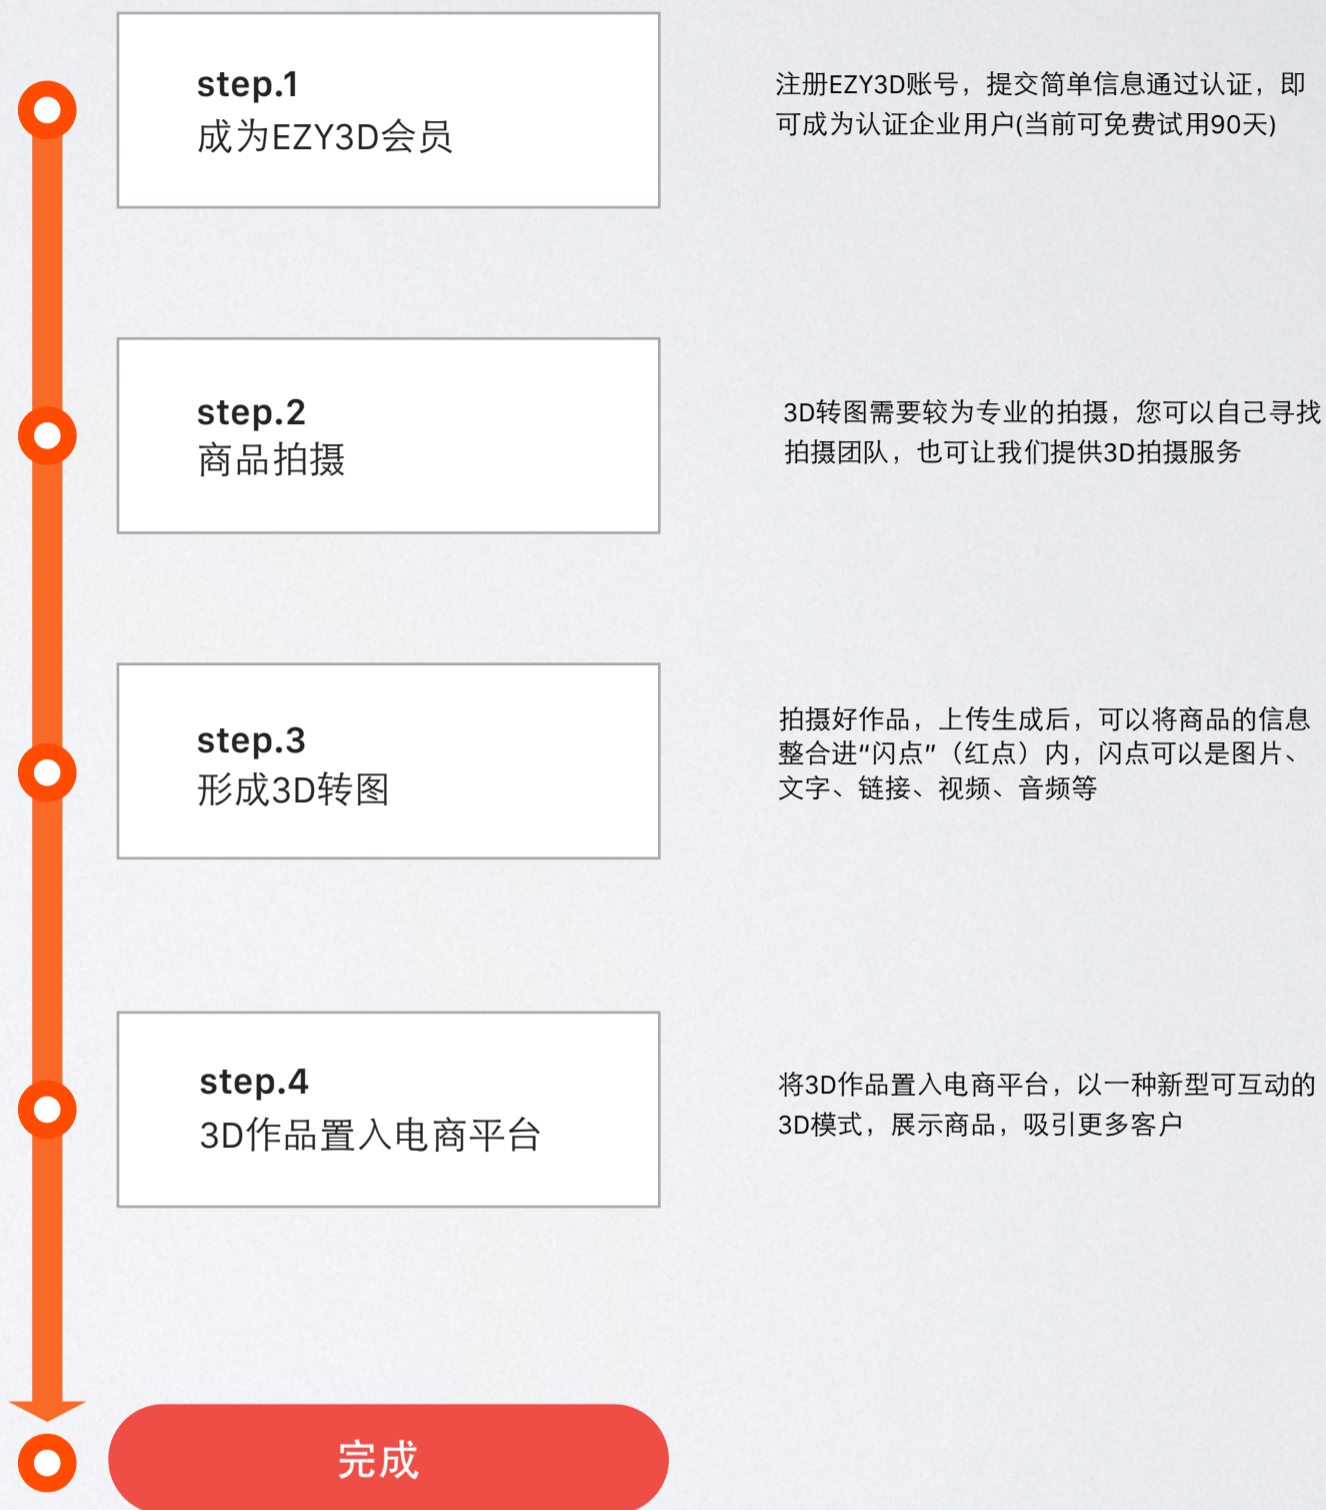 step.1
成为EZY3D会员
注册EZY3D账号，提交简单信息通过认证，即
可成为认证企业用户(当前可免费试用90天)
step.2
商品拍摄
3D转图需要较为专业的拍摄，您可以自己寻找
拍摄团队，也可让我们提供3D拍摄服务
step.3
形成3D转图
拍摄好作品，上传生成后，可以将商品的信息
整合进"闪点"（红点）内，闪点可以是图片、
文字、链接、视频、音频等
step.4
3D作品置入电商平台
将3D作品置入电商平台，以一种新型可互动的
3D模式，展示商品，吸引更多客户
完成